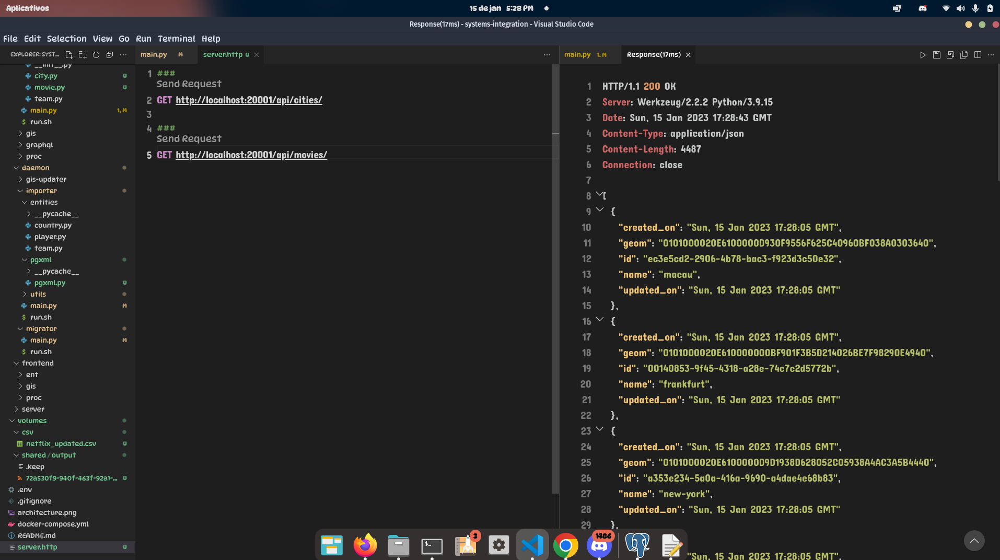 Aplicativos
15 de jan 5:28 PM
Response(17ms) - systems-integration - Visual Studio Code
File Edit Selection View Go Run Terminal Help
EXPLORER: SYST...
__init__.py
city.py U
movie.py U
team.py
main.py 1, M
run.sh
gis
graphql
proc
daemon
gis-updater
importer
entities
__pycache__
country.py
player.py
team.py
pgxml
__pycache__
pgxml.py U
utils
main.py M
run.sh
migrator
main.py M
run.sh
frontend
ent
gis
proc
server
volumes
csv
netflix_updated.csv U
shared / output
.keep
72a530f9-940f-463f-92a1-... U
.env
.gitignore
architecture.png
docker-compose.yml
README.md
server.http U
main.py M
server.http U
1 ###
Send Request
2 GET http://localhost:20001/api/cities/
3
4 ###
Send Request
5 GET http://localhost:20001/api/movies/
main.py 1, M
Response(17ms)
1 HTTP/1.1 200 OK
2 Server: Werkzeug/2.2.2 Python/3.9.15
3 Date: Sun, 15 Jan 2023 17:28:43 GMT
4 Content-Type: application/json
5 Content-Length: 4487
6 Connection: close
7
8 [
9 {
10 "created_on": "Sun, 15 Jan 2023 17:28:05 GMT",
11 "geom": "0101000020E6100000D930F9556F625C40960BF038A0303640",
12 "id": "ec3e5cd2-2906-4b78-bac3-f923d3c50e32",
13 "name": "macau",
14 "updated_on": "Sun, 15 Jan 2023 17:28:05 GMT"
15 },
16 {
17 "created_on": "Sun, 15 Jan 2023 17:28:05 GMT",
18 "geom": "0101000020E610000000BF901F3B5D214026BE7F98290E4940",
19 "id": "00140853-9f45-4318-a28e-74c7c2d5772b",
20 "name": "frankfurt",
21 "updated_on": "Sun, 15 Jan 2023 17:28:05 GMT"
22 },
23 {
24 "created_on": "Sun, 15 Jan 2023 17:28:05 GMT",
25 "geom": "0101000020E6100000D9D1938D628052C05938A4AC3A5B4440",
26 "id": "a353e234-5a0a-416a-9690-a4dae4e68b83",
27 "name": "new-york",
28 "updated_on": "Sun, 15 Jan 2023 17:28:05 GMT"
29 },
"Sun, 15 Jan 2023 17:28:05 GMT",
$_
3
1486